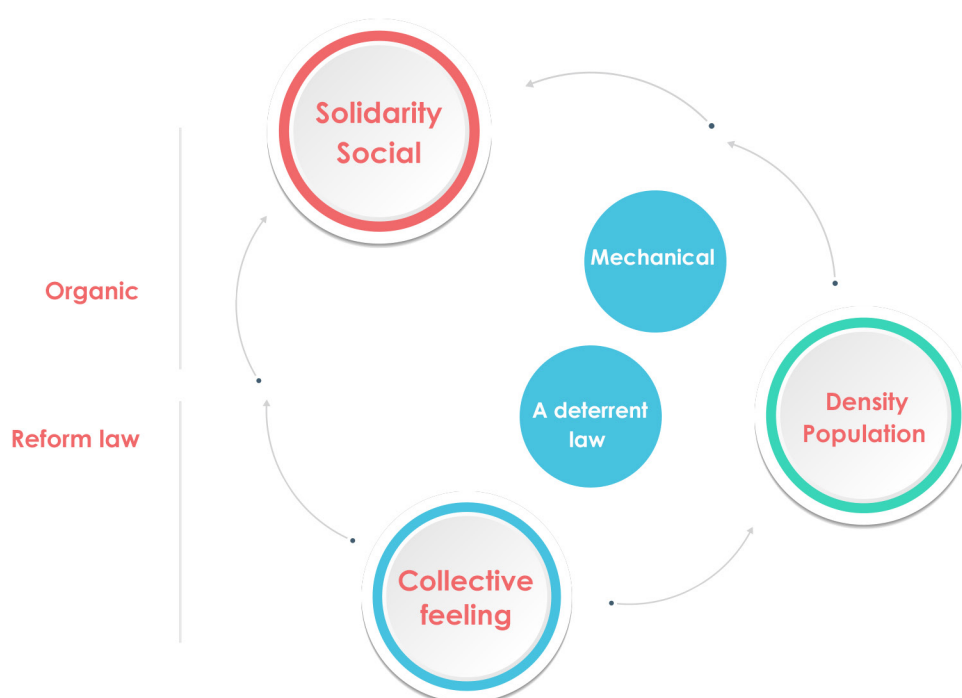 Solidarity
Social
Mechanical
Organic
A deterrent
law
Density
Population
Reform law
Collective
feeling